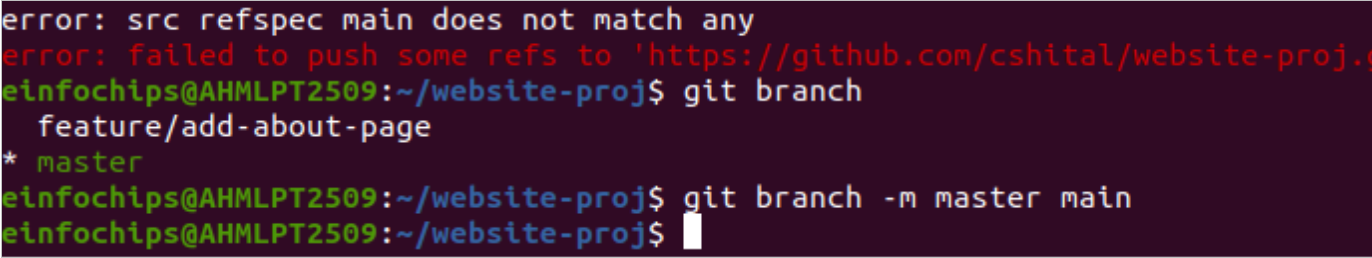 error: src refspec main does not match any
error: failed to push some refs to 'https://github.com/cshital/website-proj.g
einfochips@AHMLPT2509:~/website-proj$ git branch
  feature/add-about-page
* master
einfochips@AHMLPT2509:~/website-proj$ git branch -m master main
einfochips@AHMLPT2509:~/website-proj$